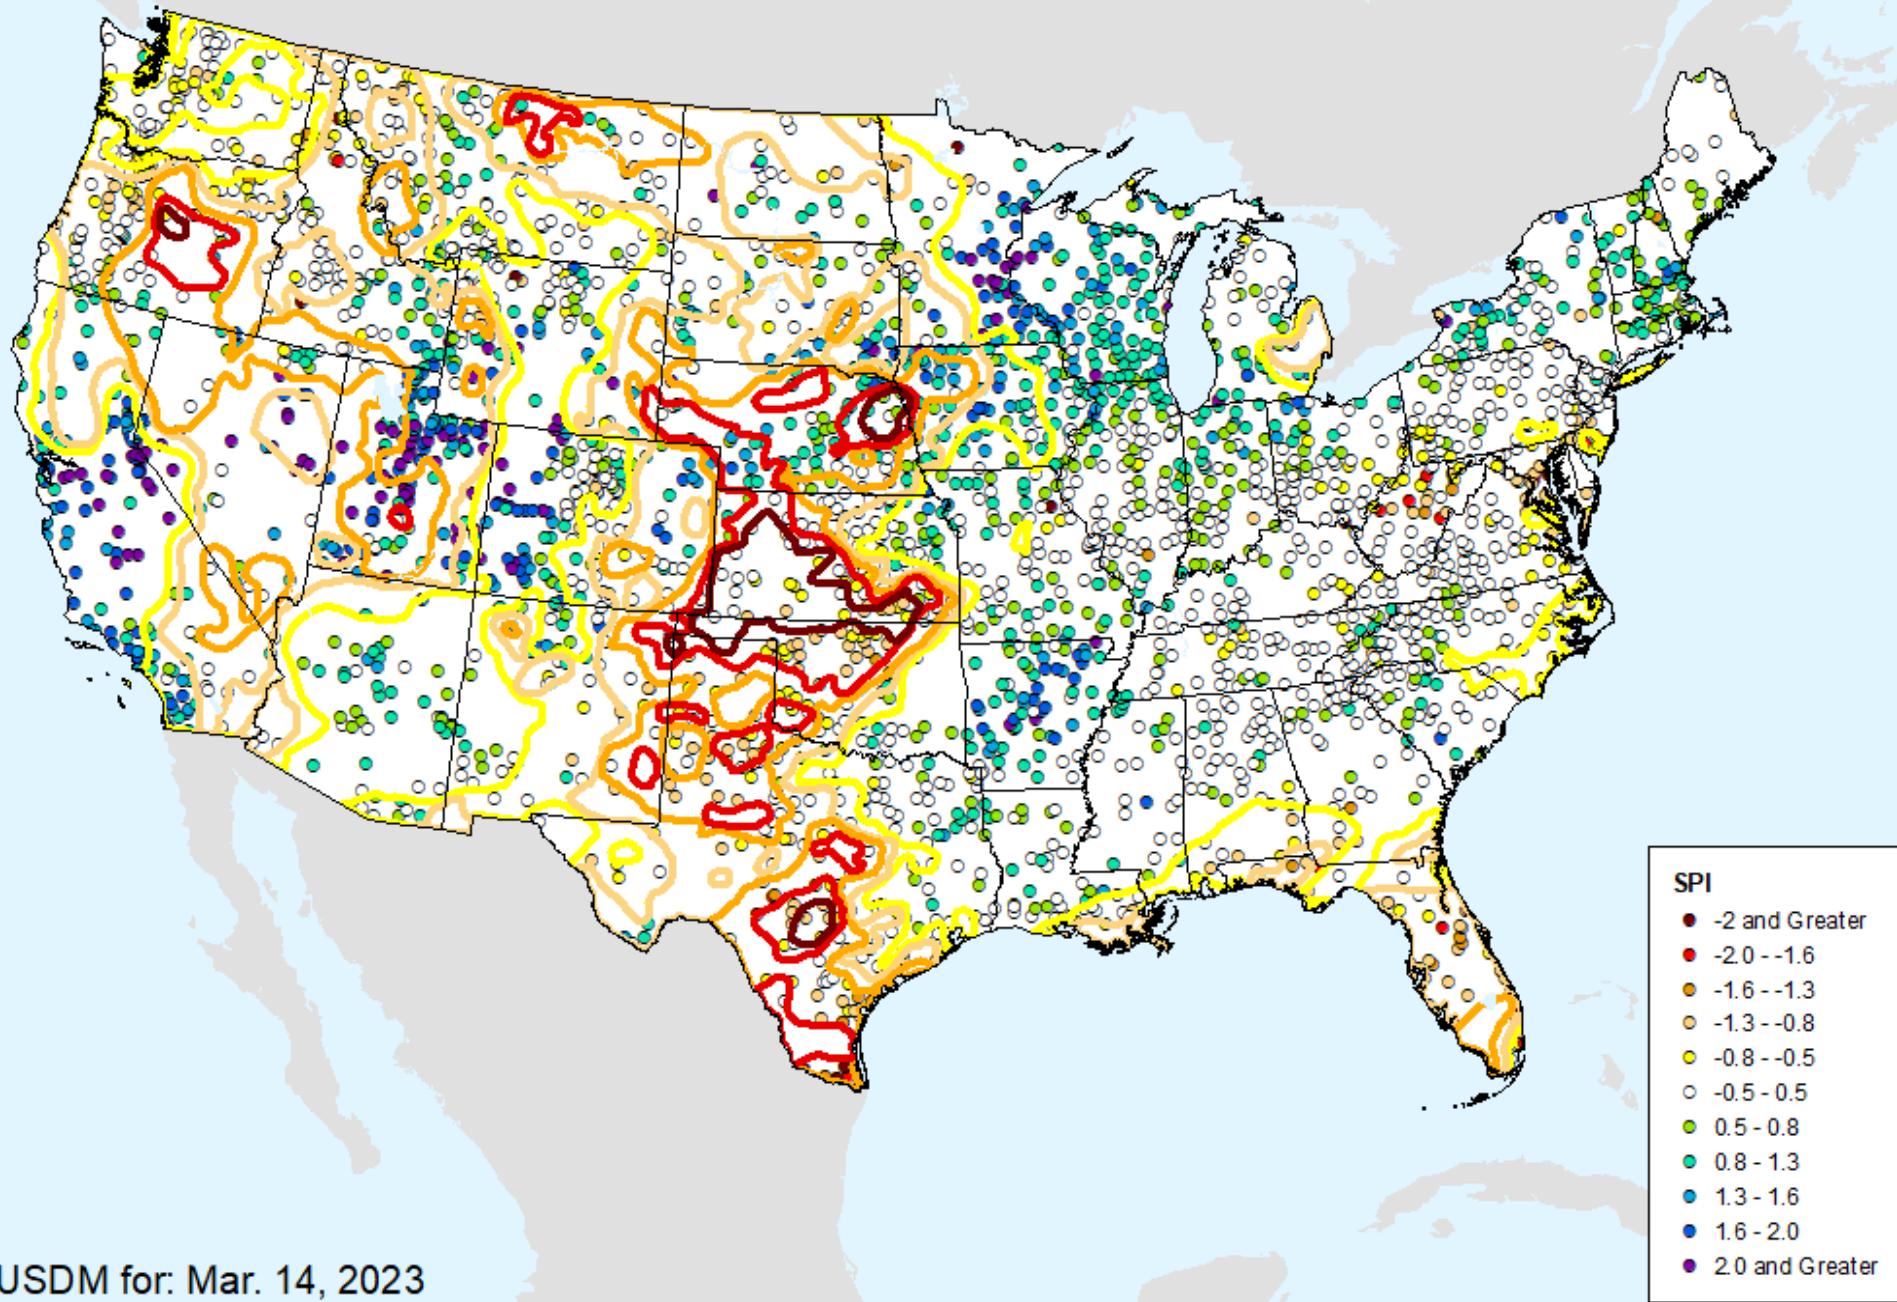 SPI
-2 and Greater
-2.0 - -1.6
-1.6 - -1.3
-1.3 - -0.8
-0.8 - -0.5
-0.5 - 0.5
0.5 - 0.8
0.8 - 1.3
1.3 - 1.6
1.6 - 2.0
2.0 and Greater
USDM for: Mar. 14, 2023